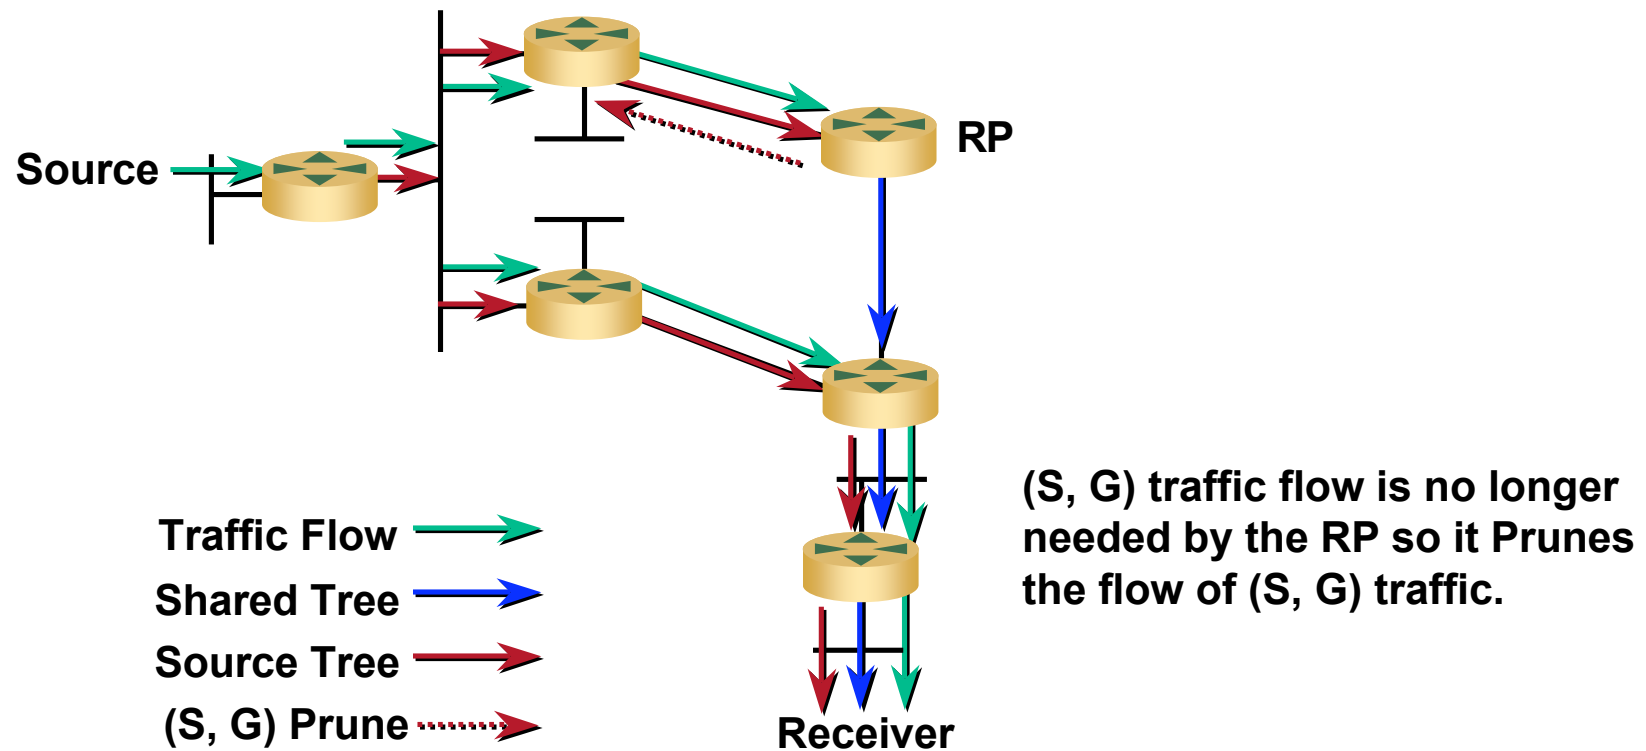 RP
Source
(S, G) traffic flow is no longer
needed by the RP so it Prunes
the flow of (S, G) traffic.
Traffic Flow
Shared Tree
Source Tree
(S, G) Prune
Receiver